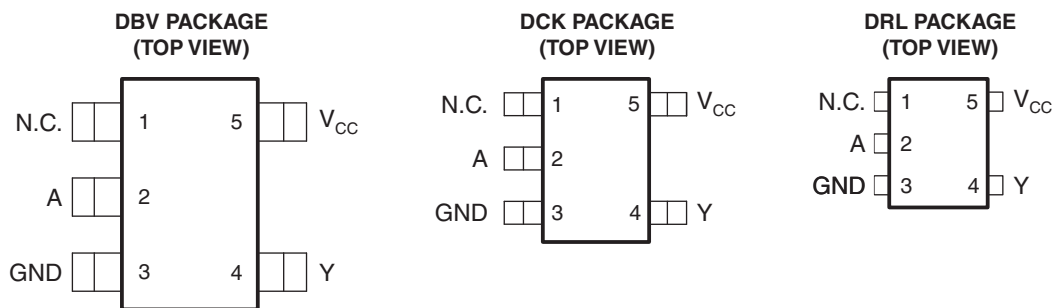 DBV PACKAGE
(TOP VIEW)
N.C. 1 5 VCC
A 2
GND 3 4 Y
DCK PACKAGE
(TOP VIEW)
N.C. 1 5 VCC
A 2
GND 3 4 Y
DRL PACKAGE
(TOP VIEW)
N.C. 1 5 VCC
A 2
GND 3 4 Y